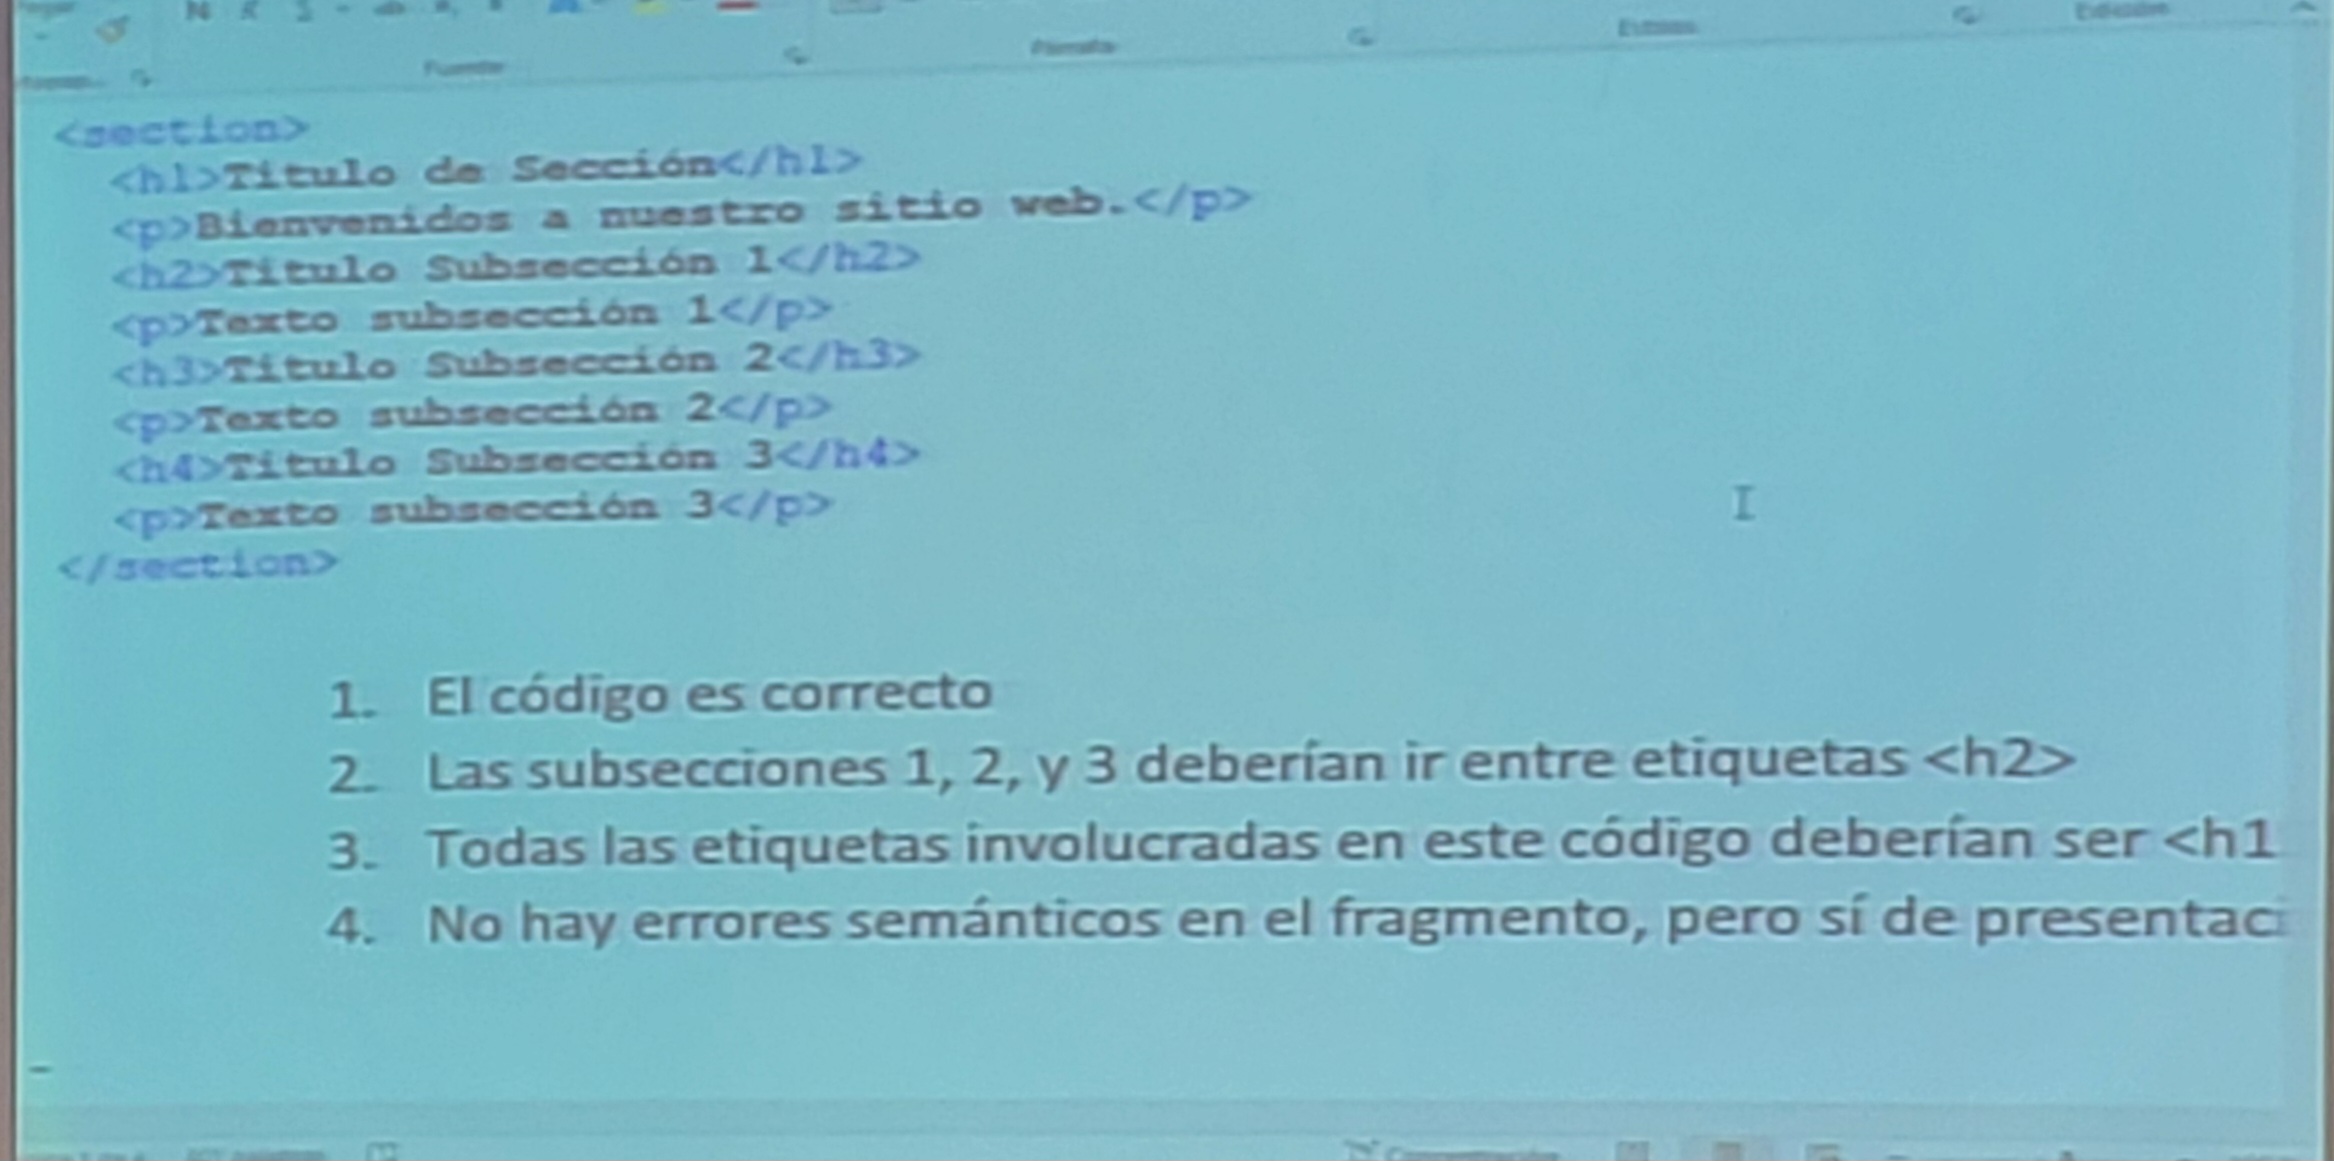 Fuente
Párrafo
Estilos
Edición
<section>
<h1>Titulo de Sección</h1>
<p>Bienvenidos a nuestro sitio web.</p>
<h2>Titulo Subsección 1</h2>
<p>Texto subsección 1</p>
<h3>Titulo Subsección 2</h3>
<p>Texto subsección 2</p>
<h4>Titulo Subsección 3</h4>
<p>Texto subsección 3</p>
</section>
1. El código es correcto
2. Las subsecciones 1, 2, y 3 deberían ir entre etiquetas <h2>
3. Todas las etiquetas involucradas en este código deberían ser <h1
4. No hay errores semánticos en el fragmento, pero sí de presentaci